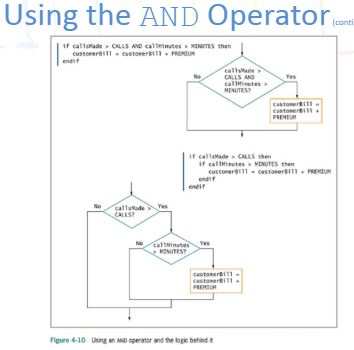 Using the AND Operator (conti
if callsMade > CALLS AND callMinutes > MINUTES then
customerBill = customerBill + PREMIUM
endif
No
callsMade >
CALLS AND
callMinutes >
MINUTES?
Yes
customerBill =
customerBill +
PREMIUM
if callsMade > CALLS then
if callMinutes > MINUTES then
customerBill = customerBill + PREMIUM
endif
endif
No
callsMade >
CALLS?
Yes
No
callMinutes
> MINUTES?
Yes
customerBill =
customerBill +
PREMIUM
Figure 4-10 Using an AND operator and the logic behind it